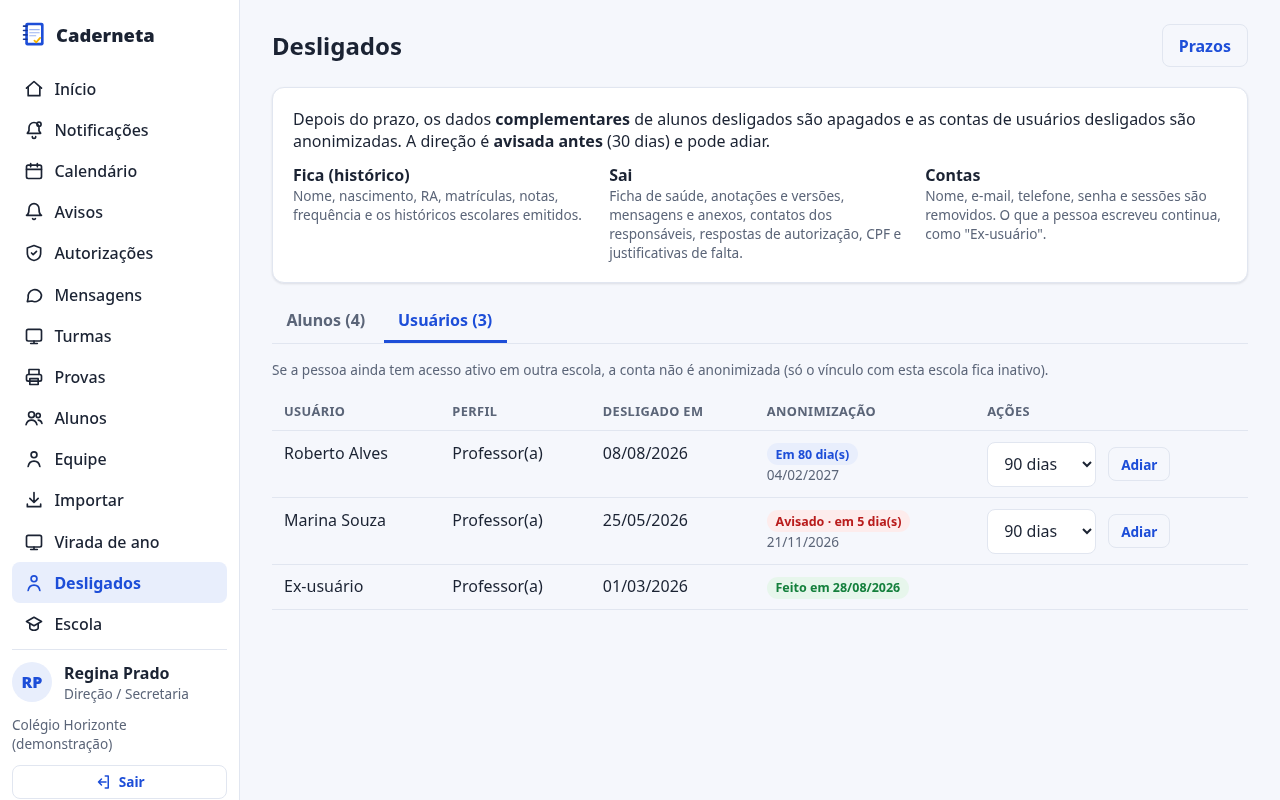 Caderneta
Início
Notificações
Calendário
Avisos
Autorizações
Mensagens
Turmas
Provas
Alunos
Equipe
Importar
Virada de ano
Desligados
Escola
RP
Regina Prado
Direção / Secretaria
Colégio Horizonte
(demonstração)
Sair
Desligados
Prazos
Depois do prazo, os dados complementares de alunos desligados são apagados e as contas de usuários desligados são
anonimizadas. A direção é avisada antes (30 dias) e pode adiar.
Fica (histórico)
Nome, nascimento, RA, matrículas, notas,
frequência e os históricos escolares emitidos.
Sai
Ficha de saúde, anotações e versões,
mensagens e anexos, contatos dos
responsáveis, respostas de autorização, CPF e
justificativas de falta.
Contas
Nome, e-mail, telefone, senha e sessões são
removidos. O que a pessoa escreveu continua,
como "Ex-usuário".
Alunos (4)
Usuários (3)
Se a pessoa ainda tem acesso ativo em outra escola, a conta não é anonimizada (só o vínculo com esta escola fica inativo).
USUÁRIO PERFIL DESLIGADO EM ANONIMIZAÇÃO AÇÕES
Roberto Alves Professor(a) 08/08/2026 Em 80 dia(s) 90 dias Adiar
04/02/2027
Marina Souza Professor(a) 25/05/2026 Avisado · em 5 dia(s) 90 dias Adiar
21/11/2026
Ex-usuário Professor(a) 01/03/2026 Feito em 28/08/2026